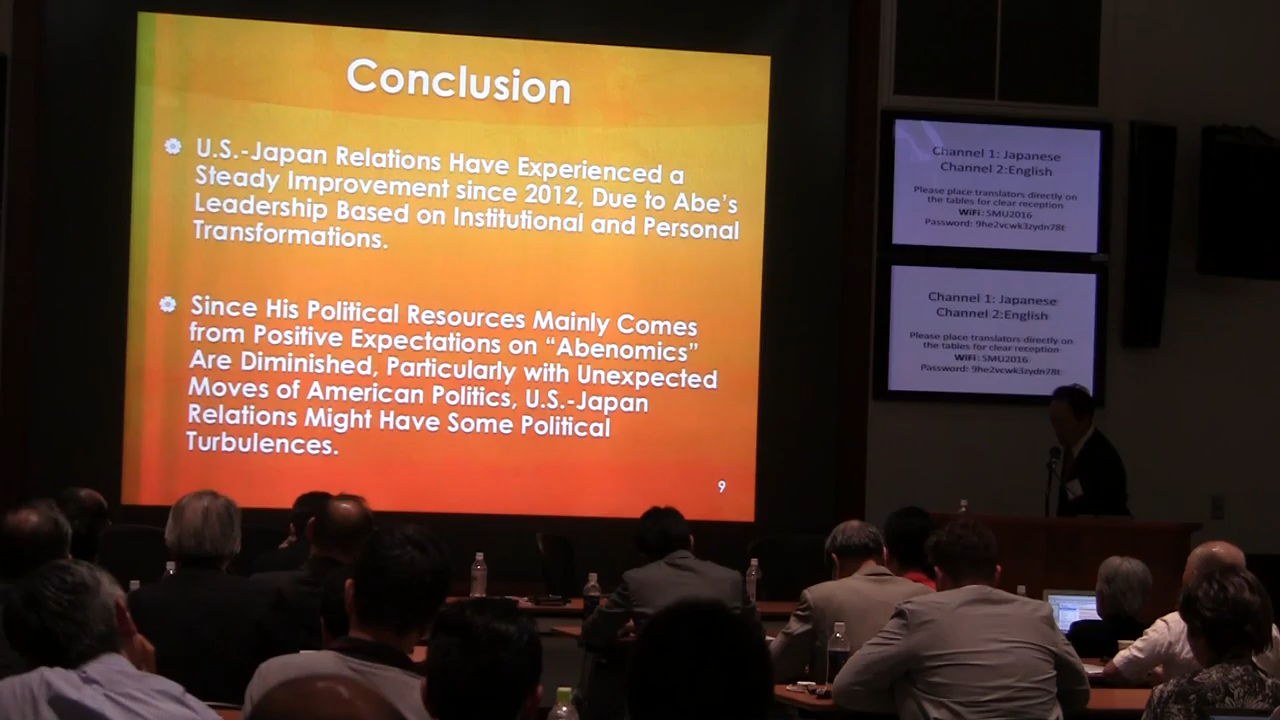 Conclusion
U.S.-Japan Relations Have Experienced a
Steady Improvement since 2012, Due to Abe's
Leadership Based on Institutional and Personal
Transformations.
Since His Political Resources Mainly Comes
from Positive Expectations on “Abenomics”
Are Diminished, Particularly with Unexpected
Moves of American Politics, U.S.-Japan
Relations Might Have Some Political
Turbulences.
9
Channel 1: Japanese
Channel 2:English
Please place translators directly on
the tables for clear reception
WiFi: SMU2016
Password: 9he2vcwk3zydn78t
Channel 1: Japanese
Channel 2:English
Please place translators directly on
the tables for clear reception
WiFi: SMU2016
Password: 9he2vcwk3zydn78t